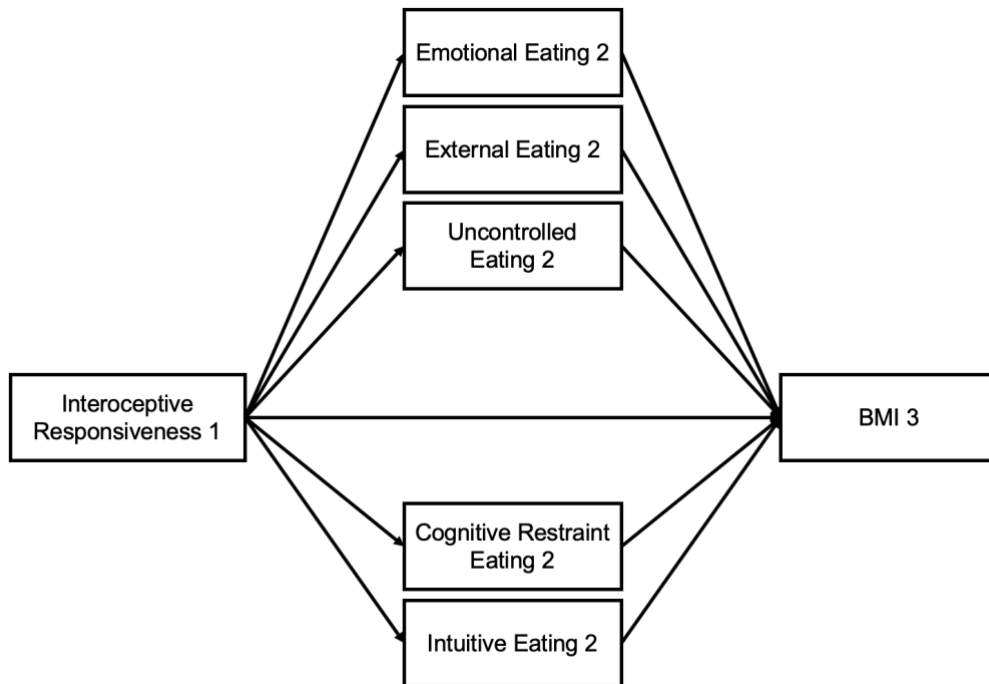 Emotional Eating 2
External Eating 2
Uncontrolled
Eating 2
Interoceptive
Responsiveness 1
BMI 3
Cognitive Restraint
Eating 2
Intuitive Eating 2